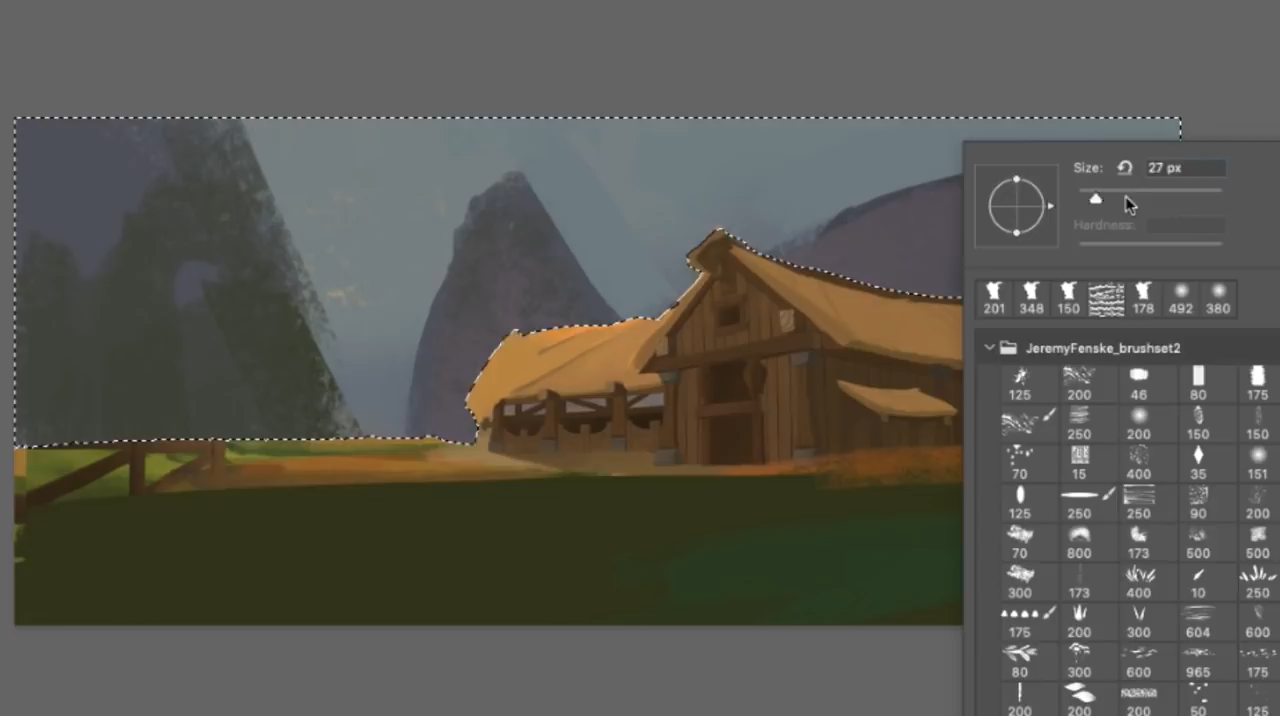 Size: 27 px
Hardness:
201 348 150 178 492 380
JeremyFenske_brushset2
125 200 46 80 175
250 200 150 150
70 15 400 35 151
125 250 250 90 200
70 800 173 500 500
300 173 400 10 250
175 200 300 604 600
80 300 600 965 175
200 200 200 50 125